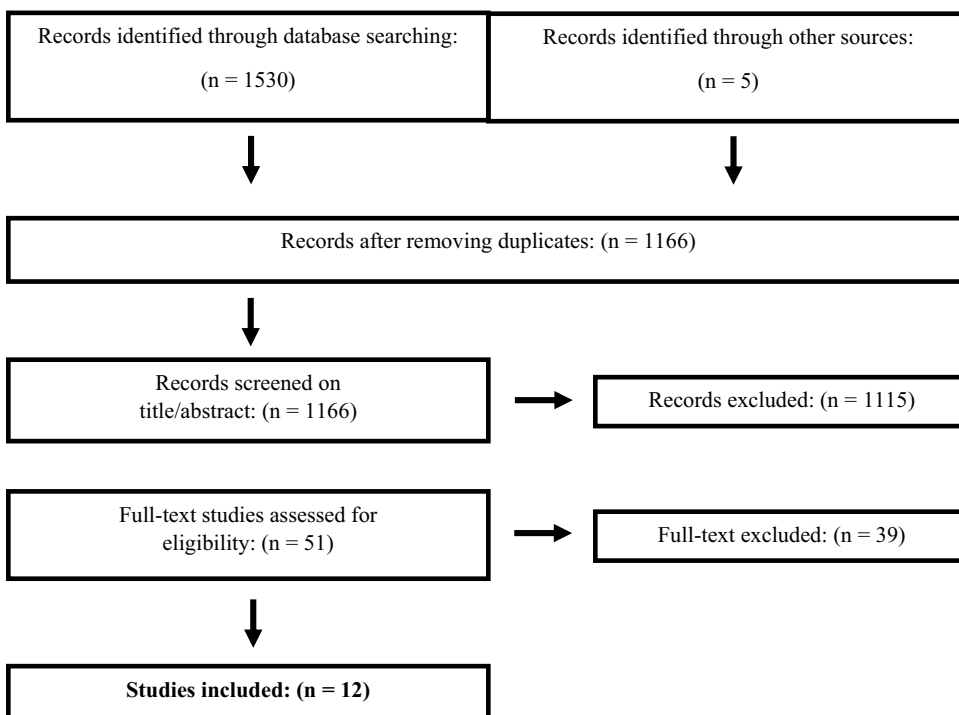 Records identified through database searching:
(n = 1530)
Records identified through other sources:
(n = 5)
Records after removing duplicates: (n = 1166)
Records screened on
title/abstract: (n = 1166)
Records excluded: (n = 1115)
Full-text studies assessed for
eligibility: (n = 51)
Full-text excluded: (n = 39)
Studies included: (n = 12)